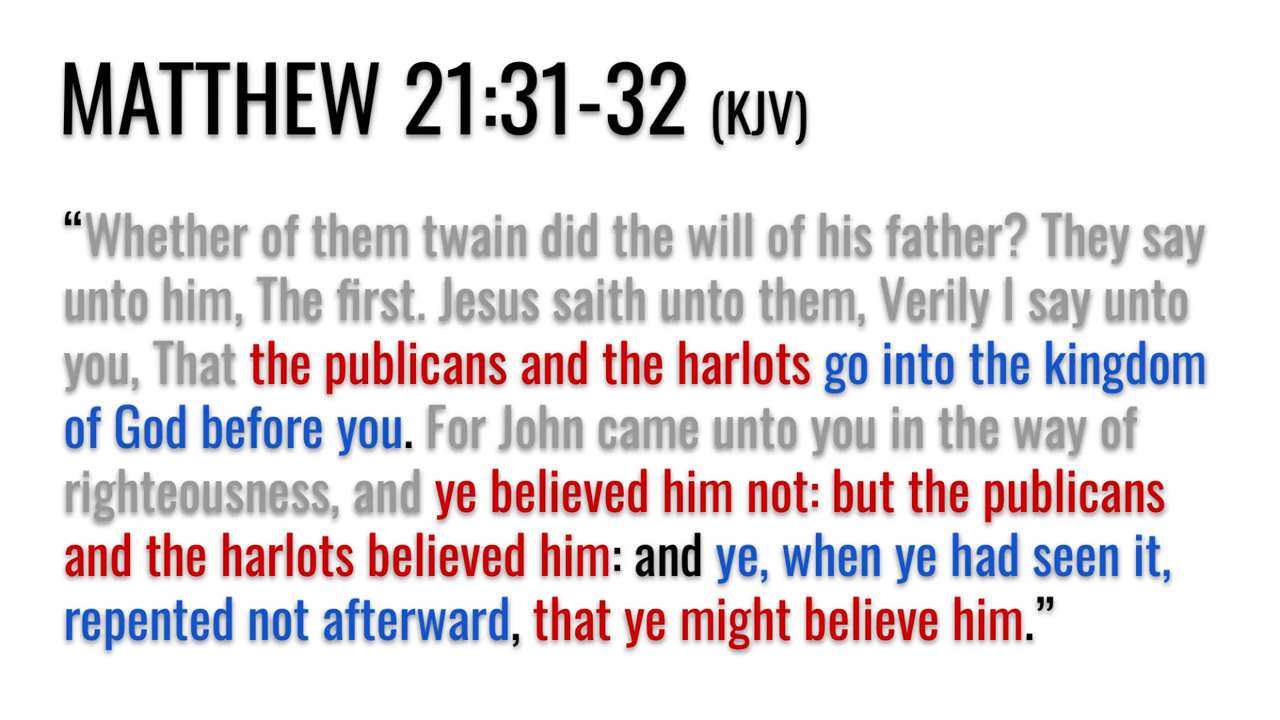 MATTHEW 21:31-32 (KJV)
“Whether of them twain did the will of his father? They say
unto him, The first. Jesus saith unto them, Verily I say unto
you, That the publicans and the harlots go into the kingdom
of God before you. For John came unto you in the way of
righteousness, and ye believed him not: but the publicans
and the harlots believed him: and ye, when ye had seen it,
repented not afterward, that ye might believe him.”